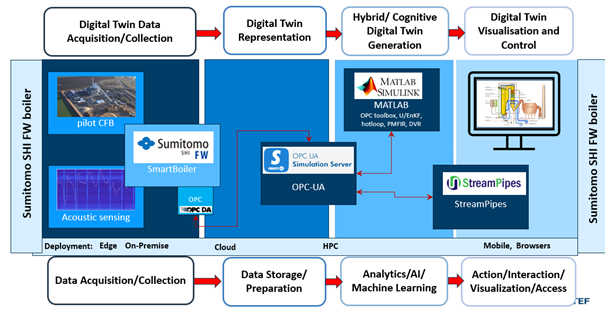 Digital Twin Data
Acquisition/Collection
Digital Twin
Representation
Hybrid/ Cognitive
Digital Twin
Generation
Digital Twin
Visualisation and
Control
Sumitomo SHI FW boiler
pilot CFB
Sumitomo
SHI FW
SmartBoiler
Acoustic sensing
OPC
OPC DA
OPC UA
Simulation Server
OPC-UA
MATLAB
SIMULINK
MATLAB
OPC toolbox, U/EnKF,
hotloop, PMFIR, DVR
StreamPipes
StreamPipes
Sumitomo SHI FW boiler
Deployment: Edge On-Premise Cloud HPC Mobile, Browsers
Data Acquisition/Collection
Data Storage/
Preparation
Analytics/AI/
Machine Learning
Action/Interaction/
Visualization/Access
TEF